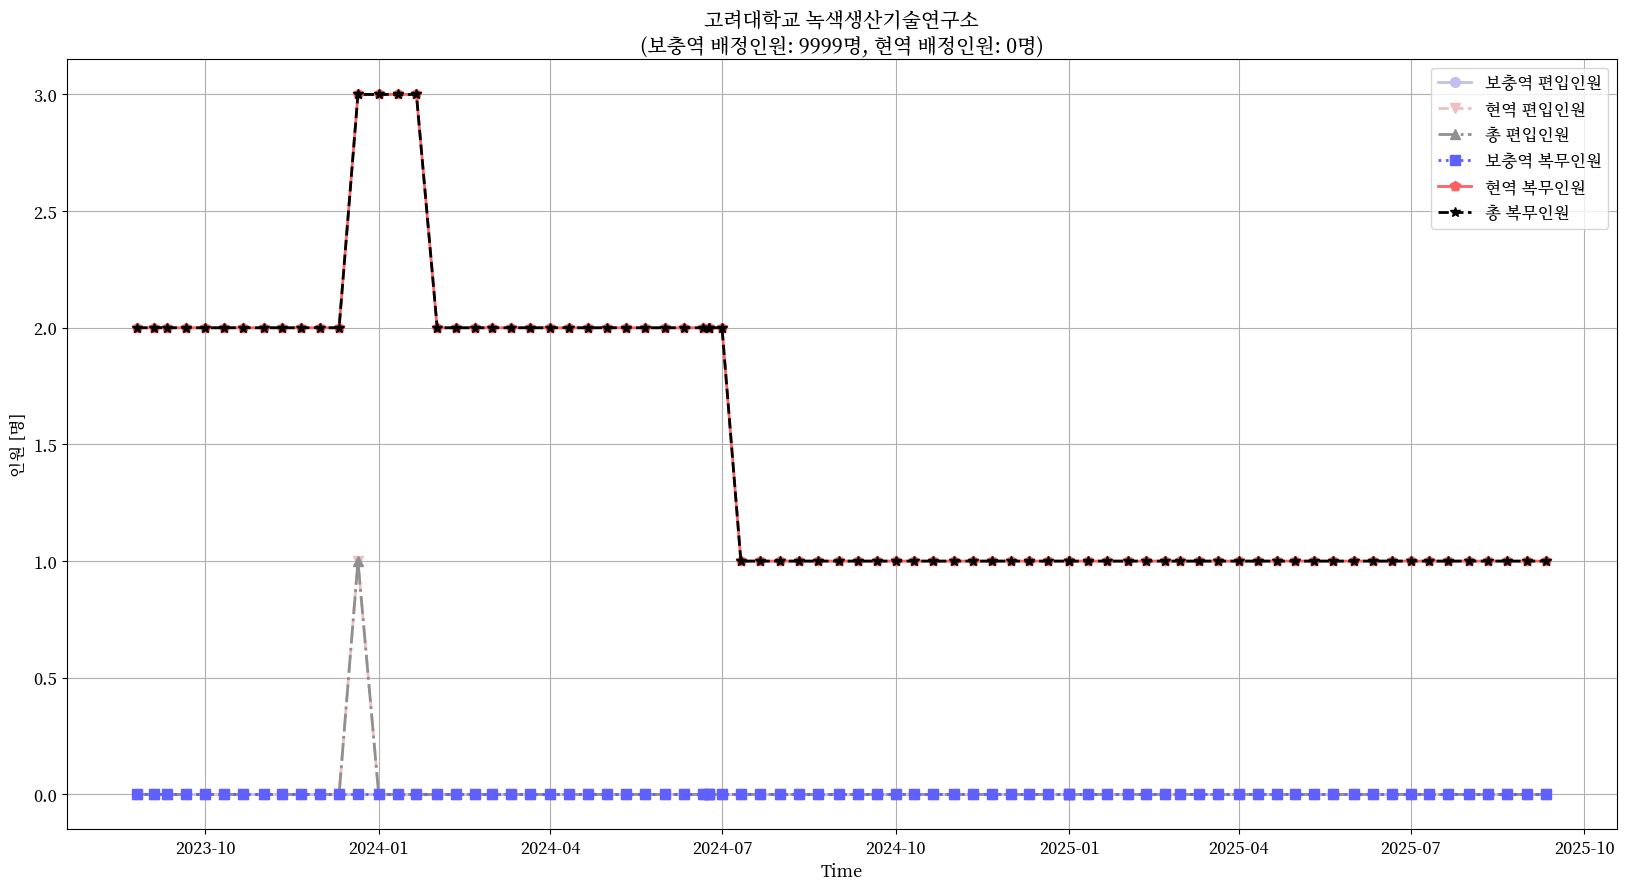 고려대학교 녹색생산기술연구소
(보충역 배정인원: 9999명, 현역 배정인원: 0명)
보충역 편입인원
현역 편입인원
총 편입인원
보충역 복무인원
현역 복무인원
총 복무인원
인원 [명]
3.0
2.5
2.0
1.5
1.0
0.5
0.0
2023-10
2024-01
2024-04
2024-07
2024-10
2025-01
2025-04
2025-07
2025-10
Time